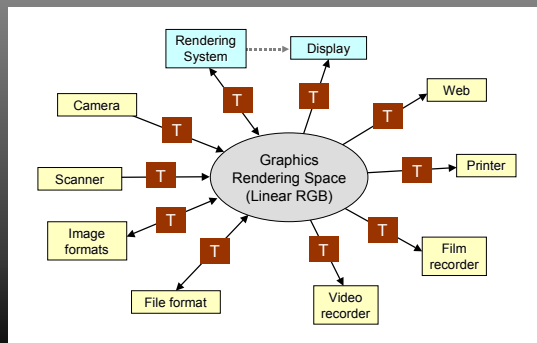 Rendering
System
Display
T
T
Camera
T
Web
T
Graphics
Rendering Space
(Linear RGB)
Scanner
T
Printer
T
Image
formats
T
Film
recorder
T
File format
T
Video
recorder
T